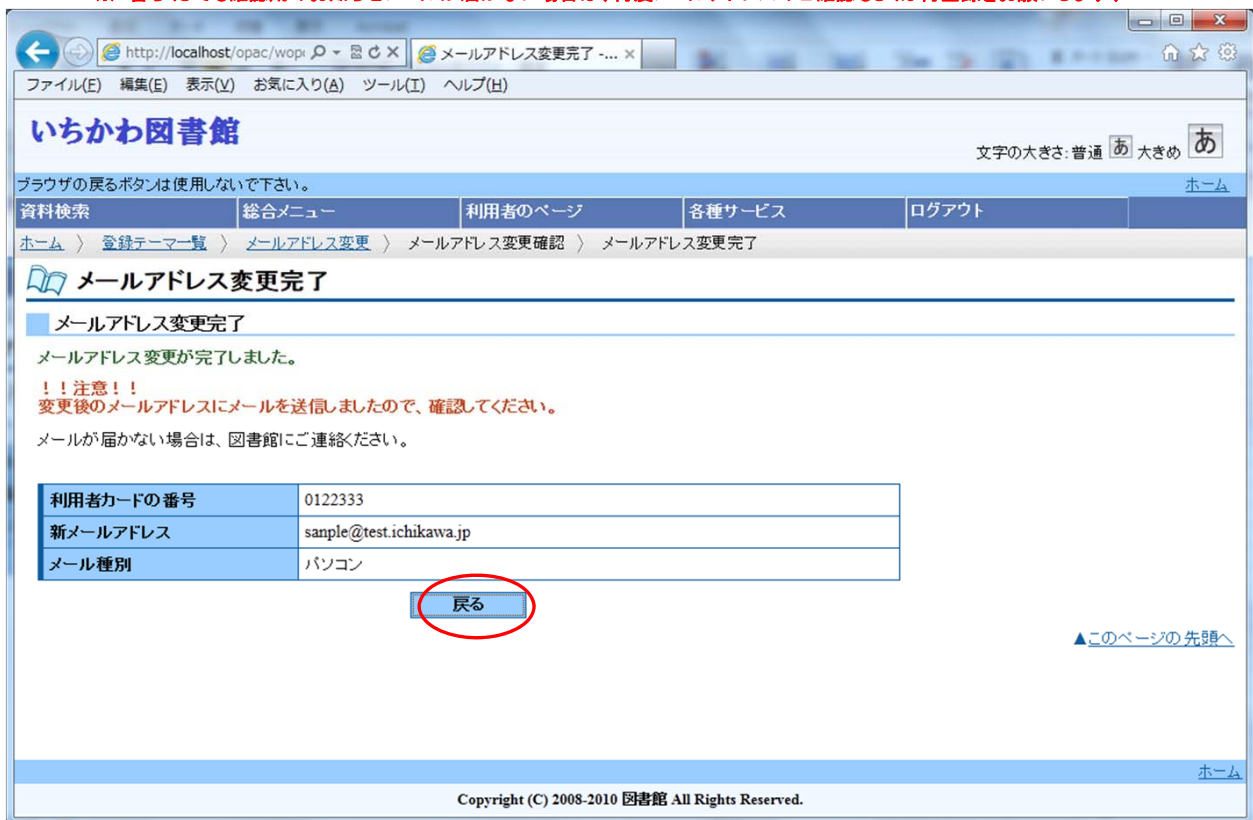 http://localhost/opac/wop
メールアドレス変更完了 -... ×
ファイル(F) 編集(E) 表示(V) お気に入り(A) ツール(T) ヘルプ(H)
いちかわ図書館
文字の大きさ: 普通 あ 大きめ あ
ブラウザの戻るボタンは使用しないで下さい。 ホーム
資料検索 総合メニュー 利用者のページ 各種サービス ログアウト
ホーム 〉 登録テーマ一覧 〉 メールアドレス変更 〉 メールアドレス変更確認 〉 メールアドレス変更完了
メールアドレス変更完了
メールアドレス変更完了
メールアドレス変更が完了しました。
！！注意！！
変更後のメールアドレスにメールを送信しましたので、確認してください。
メールが届かない場合は、図書館にご連絡ください。
利用者カードの番号 0122333
新メールアドレス sanple@test.ichikawa.jp
メール種別 パソコン
戻る
▲このページの先頭へ
ホーム
Copyright (C) 2008-2010 図書館 All Rights Reserved.